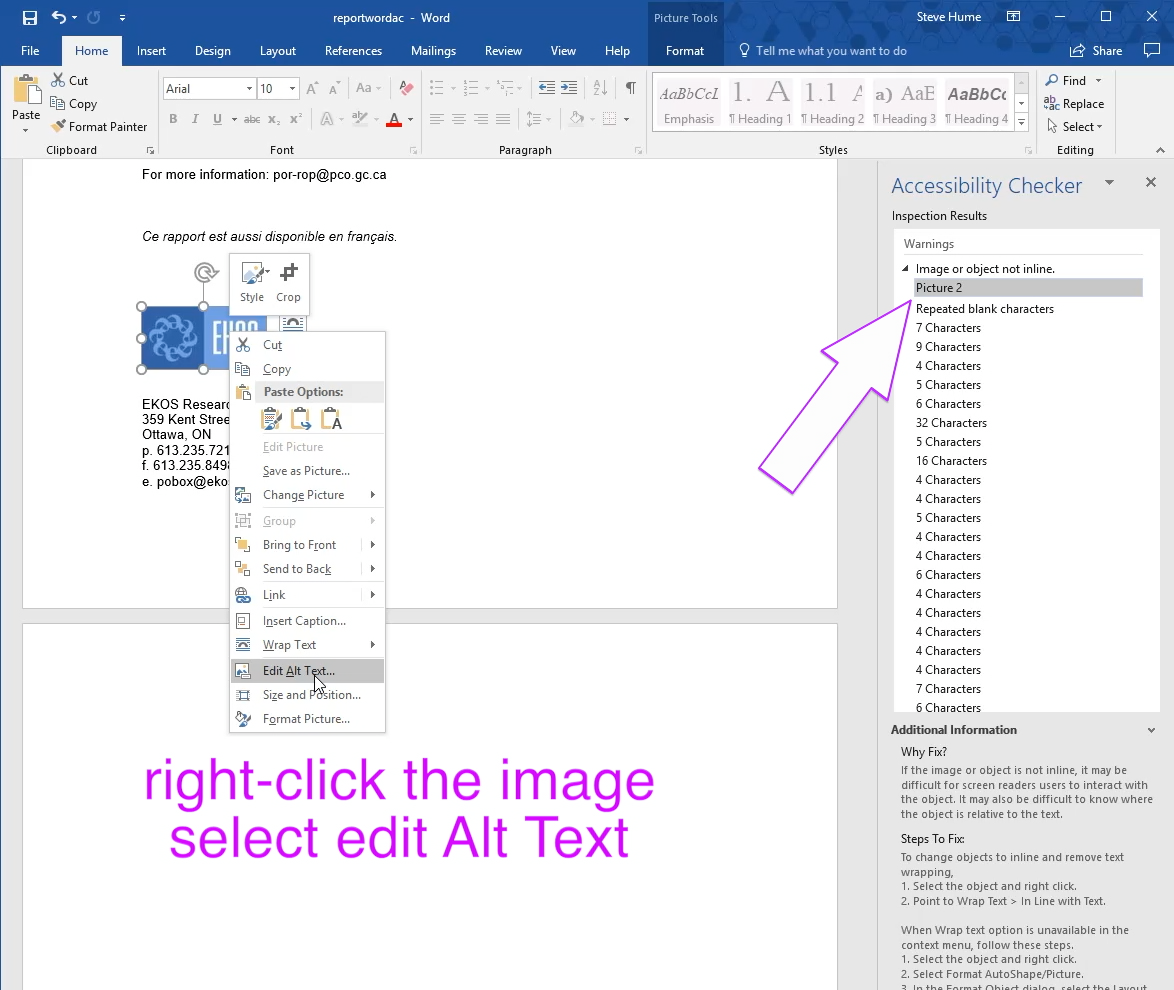 reportwordac - Word
Picture Tools
Steve Hume
File Home Insert Design Layout References Mailings Review View Help Format Tell me what you want to do Share
Paste
Cut
Copy
Format Painter
Clipboard
Arial 10
Font
Paragraph
AaBbCcL 1. A 1.1 A a) AaB AaBbCc
Emphasis ¶ Heading 1 ¶ Heading 2 ¶ Heading 3 ¶ Heading 4
Styles
Find
Replace
Select
Editing
For more information: por-rop@pco.gc.ca
Ce rapport est aussi disponible en français.
Style Crop
EKOS
EKOS Researc
359 Kent Stree
Ottawa, ON
p. 613.235.721
f. 613.235.849
e. pobox@eko
Cut
Copy
Paste Options:
Edit Picture
Save as Picture...
Change Picture
Group
Bring to Front
Send to Back
Link
Insert Caption...
Wrap Text
Edit Alt Text...
Size and Position...
Format Picture...
right-click the image
select edit Alt Text
Accessibility Checker
Inspection Results
Warnings
Image or object not inline.
Picture 2
Repeated blank characters
7 Characters
9 Characters
4 Characters
5 Characters
6 Characters
32 Characters
5 Characters
16 Characters
4 Characters
4 Characters
5 Characters
4 Characters
4 Characters
6 Characters
4 Characters
4 Characters
4 Characters
4 Characters
4 Characters
7 Characters
6 Characters
Additional Information
Why Fix?
If the image or object is not inline, it may be
difficult for screen readers users to interact with
the object. It may also be difficult to know where
the object is relative to the text.
Steps To Fix:
To change objects to inline and remove text
wrapping,
1. Select the object and right click.
2. Point to Wrap Text > In Line with Text.
When Wrap text option is unavailable in the
context menu, follow these steps.
1. Select the object and right click.
2. Select Format AutoShape/Picture.
3. In the Format Object dialog, select the Layout